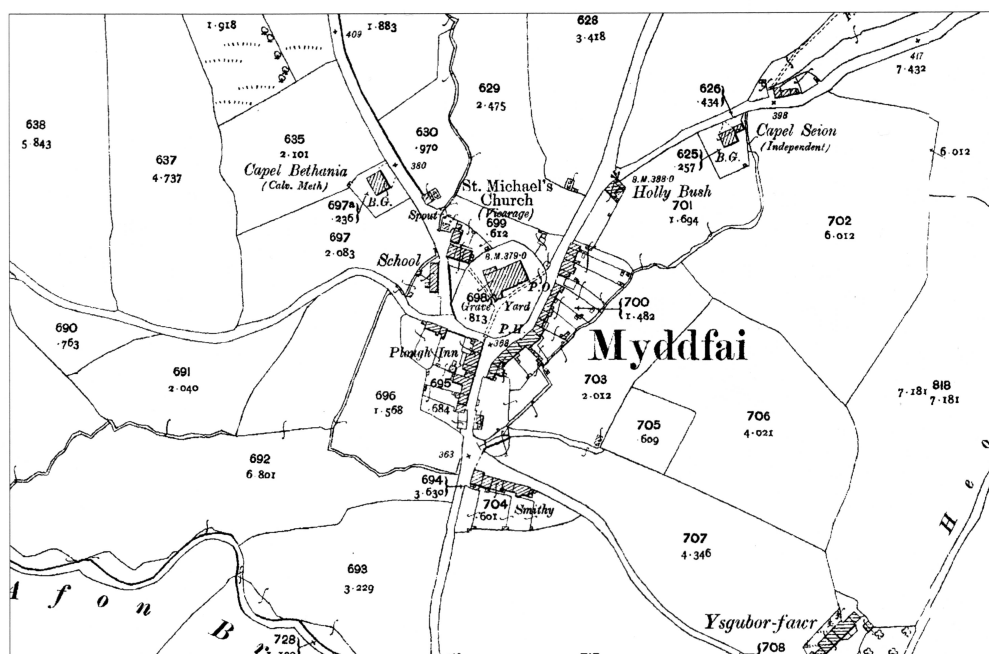 1·918
409
1·883
628
3·418
417
7·432
638
5·843
637
4·737
635
2·101
Capel Bethania
(Calv. Meth)
B.G.
697a
·236
697
2·083
630
·970
380
629
2·475
626
·434
398
Capel Seion
(Independent)
625
·257
B.G.
6·012
Spout
St. Michael's
Church
(Vicarage)
699
·612
B.M.388·0
Holly Bush
701
1·694
702
6·012
School
B.M.379·0
698
Grave Yard
·813
P.O.
P.H.
368
700
1·482
Myddfai
690
·763
691
2·040
Plough Inn
695
·684
696
1·568
703
2·012
705
·609
706
4·021
818
7·181
7·181
692
6·801
363
694
3·630
704
·601
Smithy
707
4·346
H e o
693
3·229
Afon B
728
Ysgubor-fawr
708